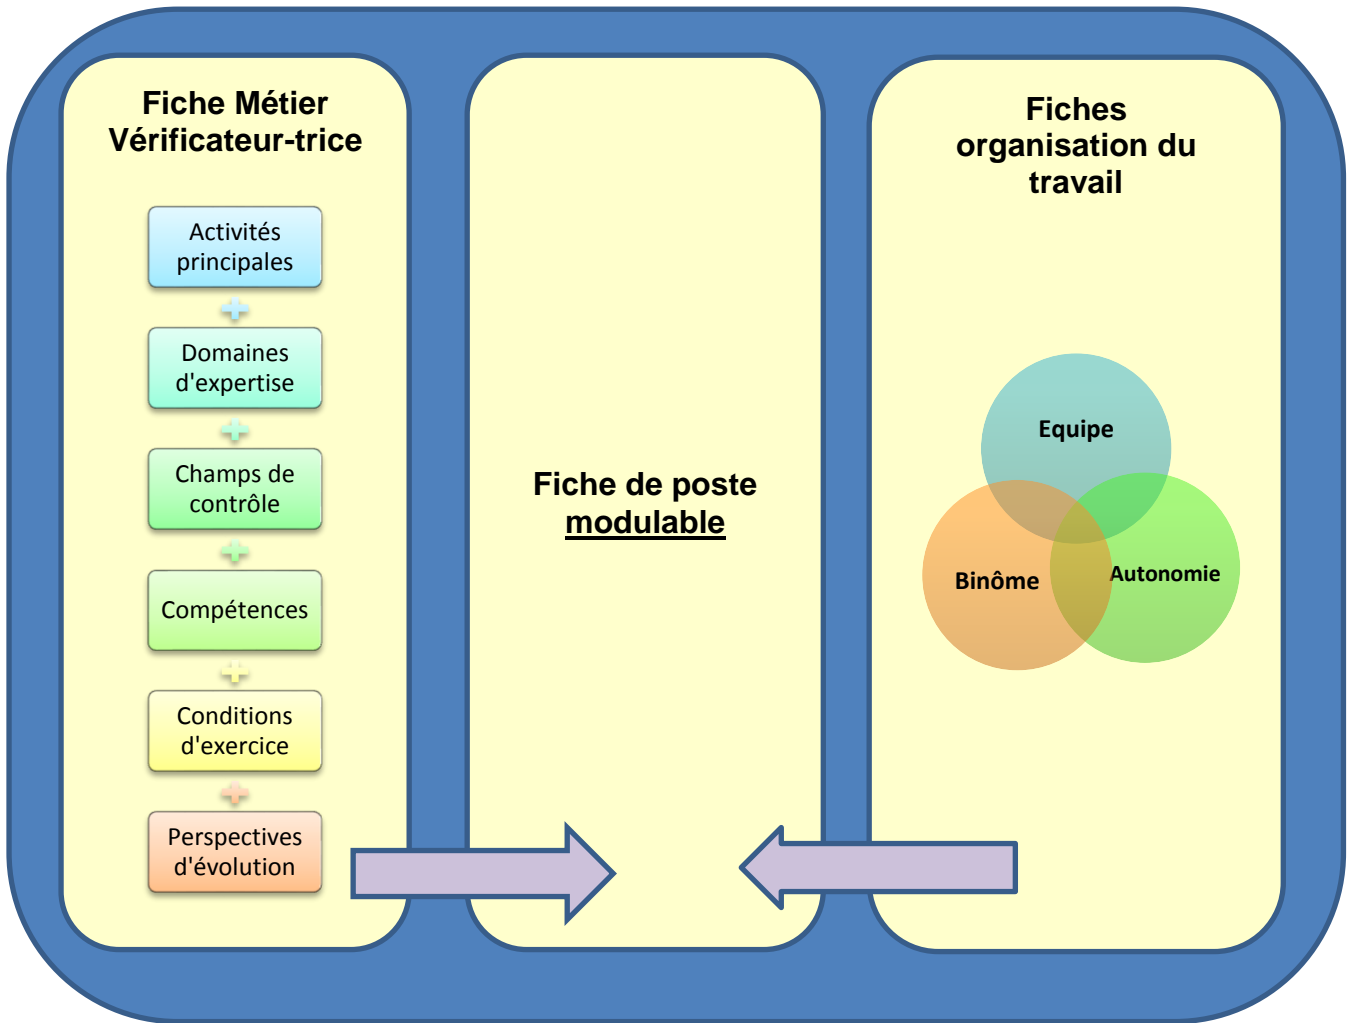 Fiche Métier
Vérificateur-trice
Activités
principales
Domaines
d'expertise
Champs de
contrôle
Compétences
Conditions
d'exercice
Perspectives
d'évolution
Fiche de poste
modulable
Fiches
organisation du
travail
Equipe
Binôme
Autonomie